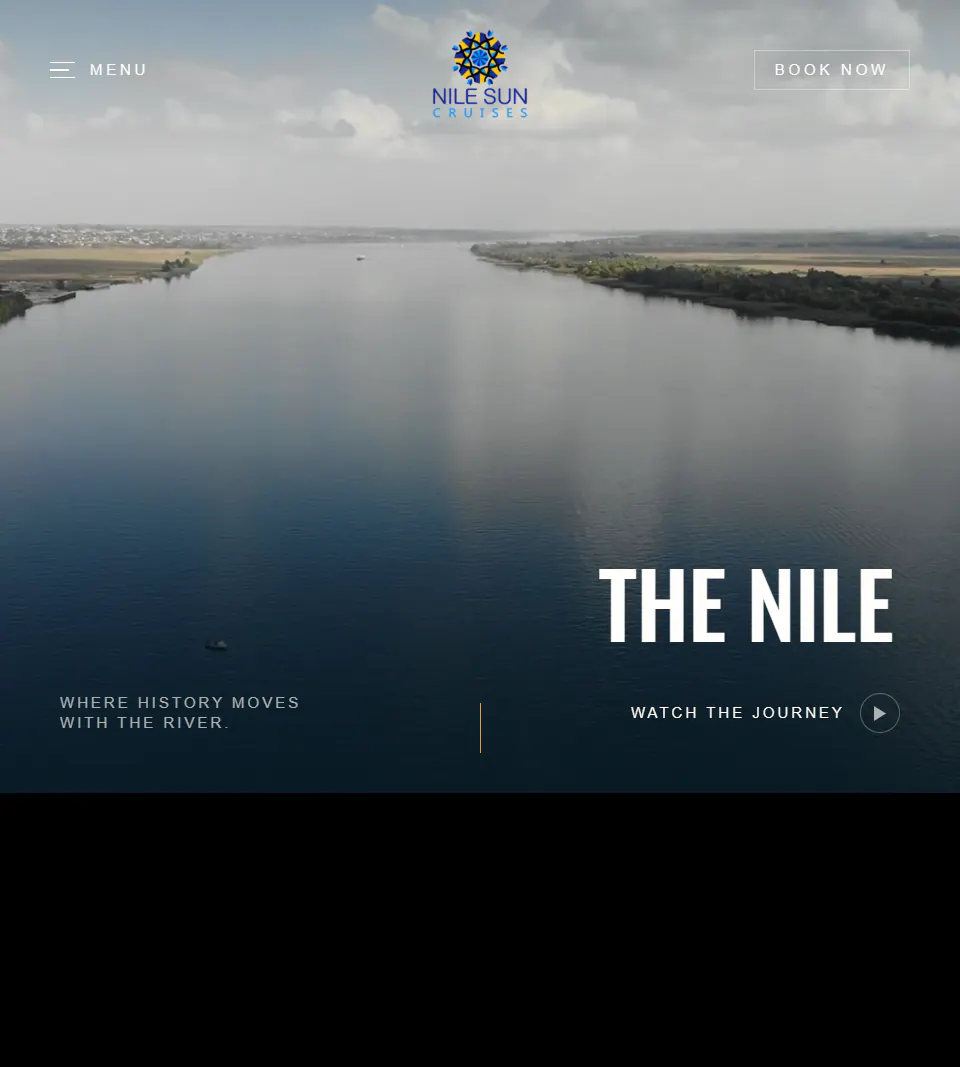 MENU
NILE SUN
CRUISES
BOOK NOW
THE NILE
WHERE HISTORY MOVES
WITH THE RIVER.
WATCH THE JOURNEY